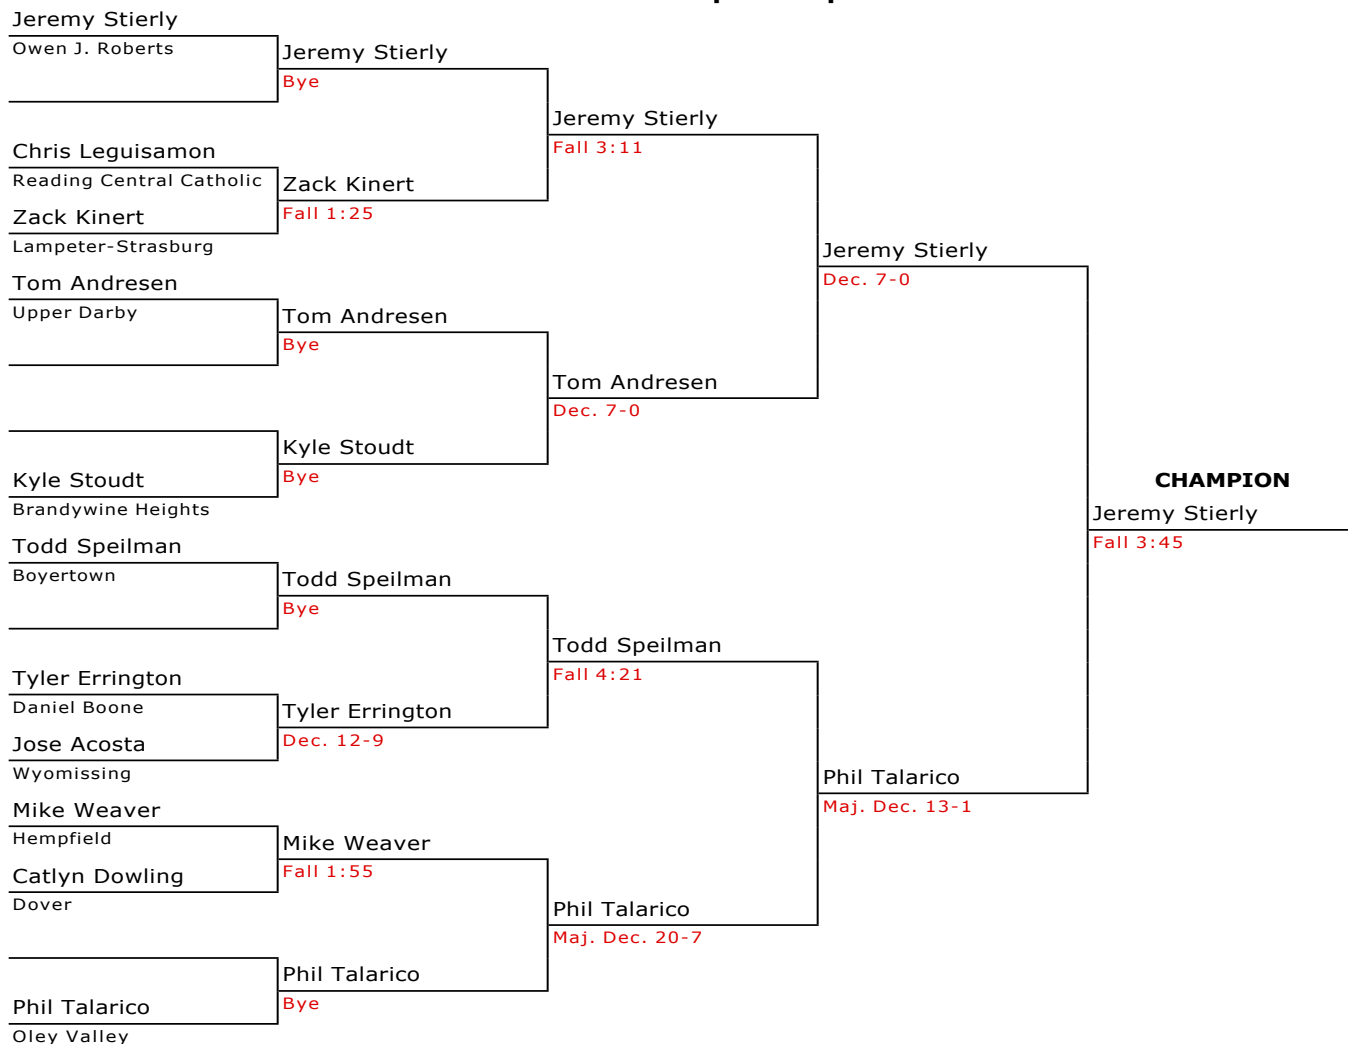 Jeremy Stierly
Owen J. Roberts
Jeremy Stierly
Bye
Jeremy Stierly
Fall 3:11
Chris Leguisamon
Reading Central Catholic
Zack Kinert
Fall 1:25
Zack Kinert
Lampeter-Strasburg
Jeremy Stierly
Dec. 7-0
Tom Andresen
Upper Darby
Tom Andresen
Bye
Tom Andresen
Dec. 7-0
Kyle Stoudt
Bye
Kyle Stoudt
Brandywine Heights
CHAMPION
Jeremy Stierly
Fall 3:45
Todd Speilman
Boyertown
Todd Speilman
Bye
Todd Speilman
Fall 4:21
Tyler Errington
Daniel Boone
Tyler Errington
Dec. 12-9
Jose Acosta
Wyomissing
Phil Talarico
Maj. Dec. 13-1
Mike Weaver
Hempfield
Mike Weaver
Fall 1:55
Catlyn Dowling
Dover
Phil Talarico
Maj. Dec. 20-7
Phil Talarico
Bye
Phil Talarico
Oley Valley